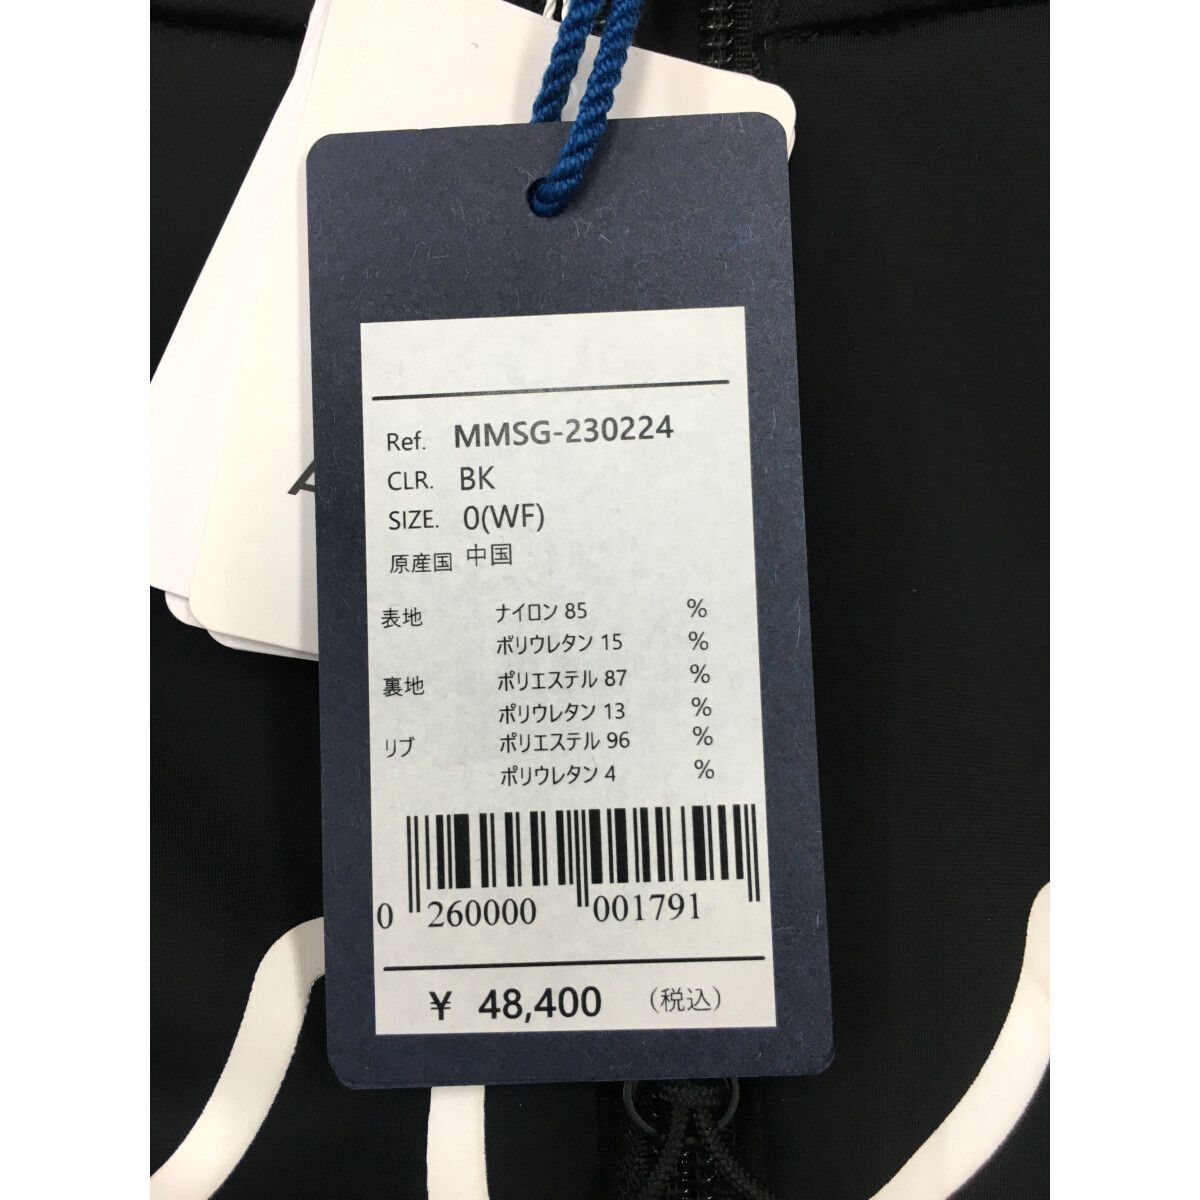 Ref. MMSG-230224
CLR. BK
SIZE. 0(WF)
原産国 中国
表地 ナイロン 85 %
ポリウレタン 15 %
裏地 ポリエステル 87 %
ポリウレタン 13 %
リブ ポリエステル 96 %
ポリウレタン 4 %
0 260000 001791
¥ 48,400 (税込)